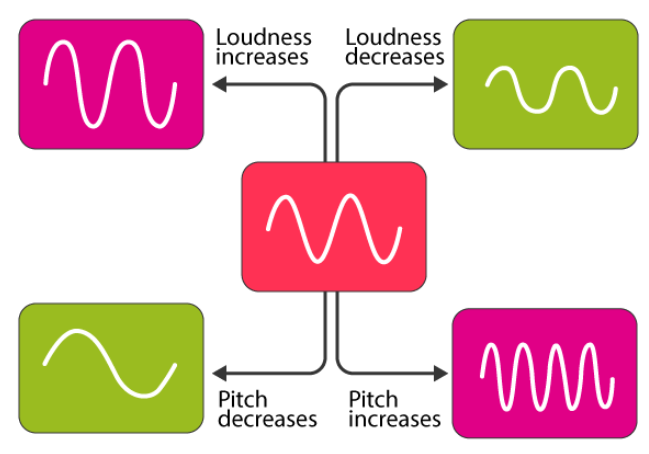 Loudness
increases
Loudness
decreases
Pitch
decreases
Pitch
increases